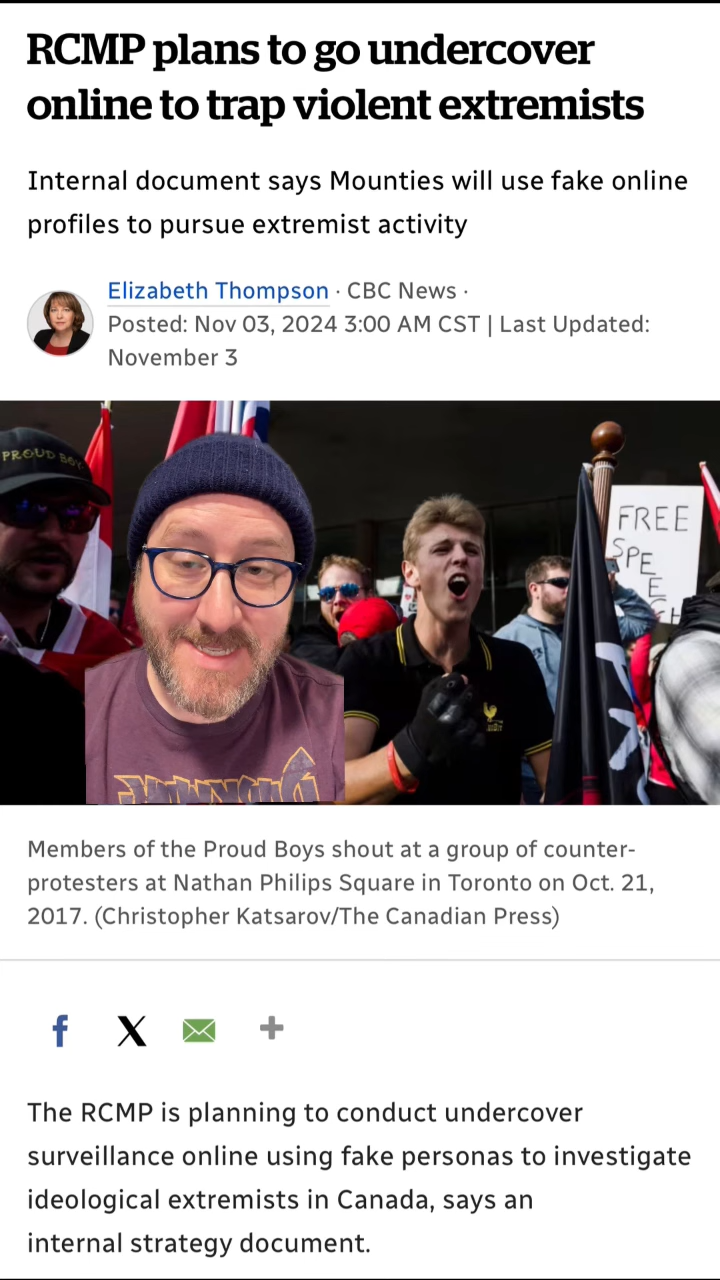 RCMP plans to go undercover
online to trap violent extremists
Internal document says Mounties will use fake online
profiles to pursue extremist activity
Elizabeth Thompson · CBC News ·
Posted: Nov 03, 2024 3:00 AM CST | Last Updated:
November 3
PROUD BOY
FREE
SPE
E
CH
Members of the Proud Boys shout at a group of counter-
protesters at Nathan Philips Square in Toronto on Oct. 21,
2017. (Christopher Katsarov/The Canadian Press)
The RCMP is planning to conduct undercover
surveillance online using fake personas to investigate
ideological extremists in Canada, says an
internal strategy document.